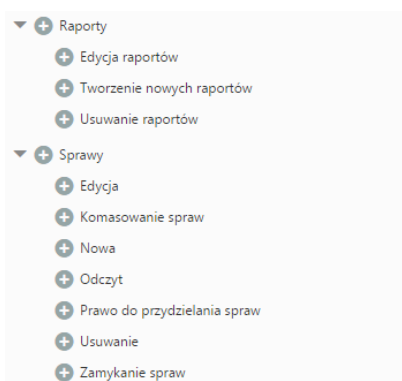 Raporty
Edycja raportów
Tworzenie nowych raportów
Usuwanie raportów
Sprawy
Edycja
Komasowanie spraw
Nowa
Odczyt
Prawo do przydzielania spraw
Usuwanie
Zamykanie spraw